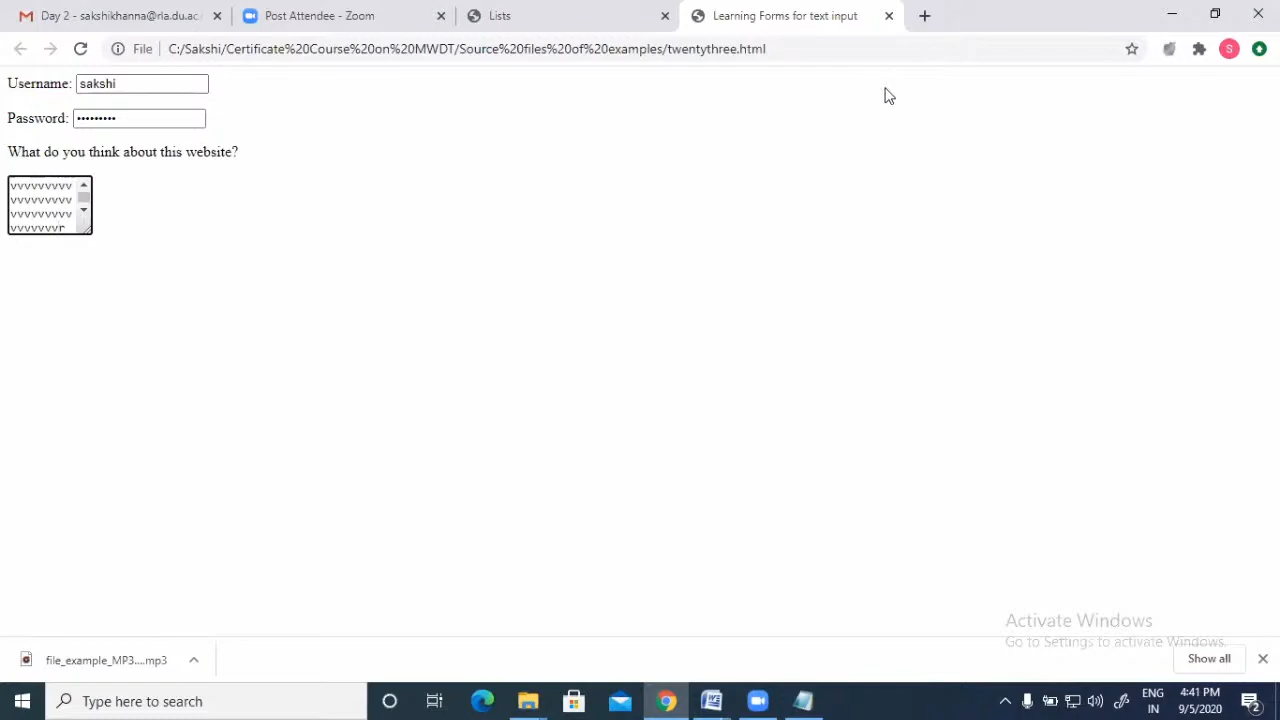 Day 2 - sakshikhanna@rla.du.ac.
Post Attendee - Zoom
Lists
Learning Forms for text input
File
C:/Sakshi/Certificate%20Course%20on%20MWDT/Source%20files%20of%20examples/twentythree.html
S
Username: sakshi
Password: •••••••••
What do you think about this website?
vvvvvvvvv
vvvvvvvvv
vvvvvvvvv
vvvvvvvr
Activate Windows
Go to Settings to activate Windows.
file_example_MP3....mp3
Show all
Type here to search
ENG
IN
4:41 PM
9/5/2020
2